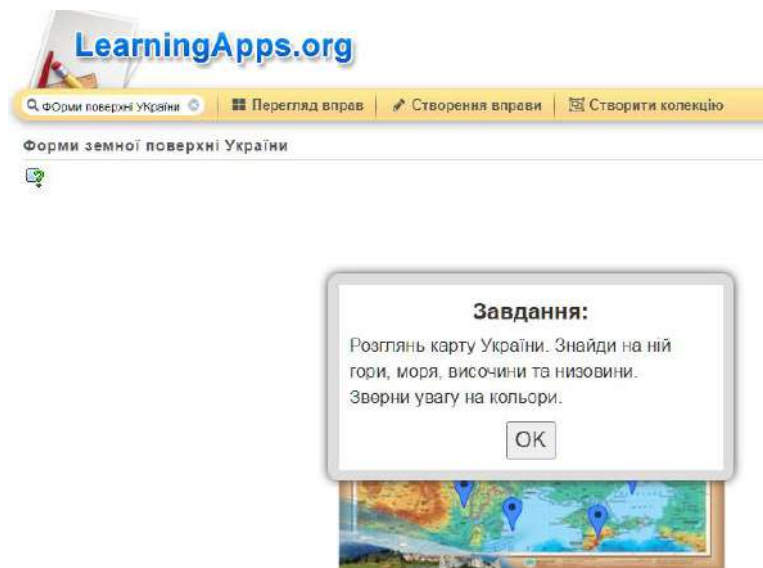 LearningApps.org
фОрми поверхні УКраїни
Перегляд вправ
Створення вправи
Створити колекцію
Форми земної поверхні України
Завдання:
Розглянь карту України. Знайди на ній
гори, моря, височини та низовини.
Зверни увагу на кольори.
OK